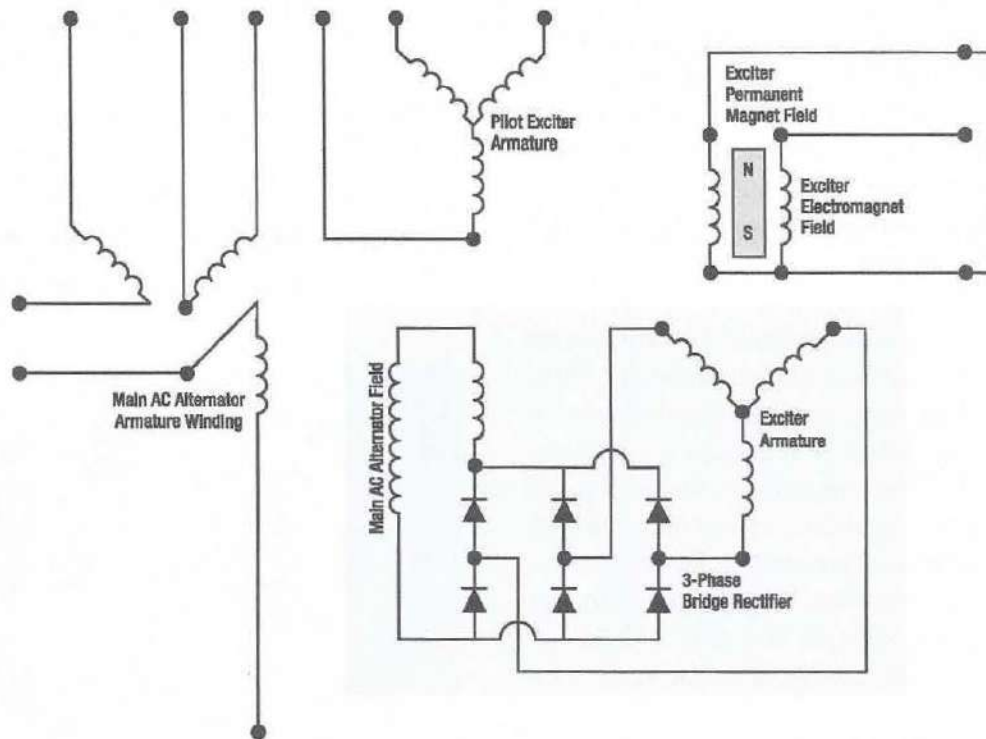 Pilot Exciter
Armature
Exciter
Permanent
Magnet Field
N
S
Exciter
Electromagnet
Field
Main AC Alternator
Armature Winding
Main AC Alternator Field
Exciter
Armature
3-Phase
Bridge Rectifier